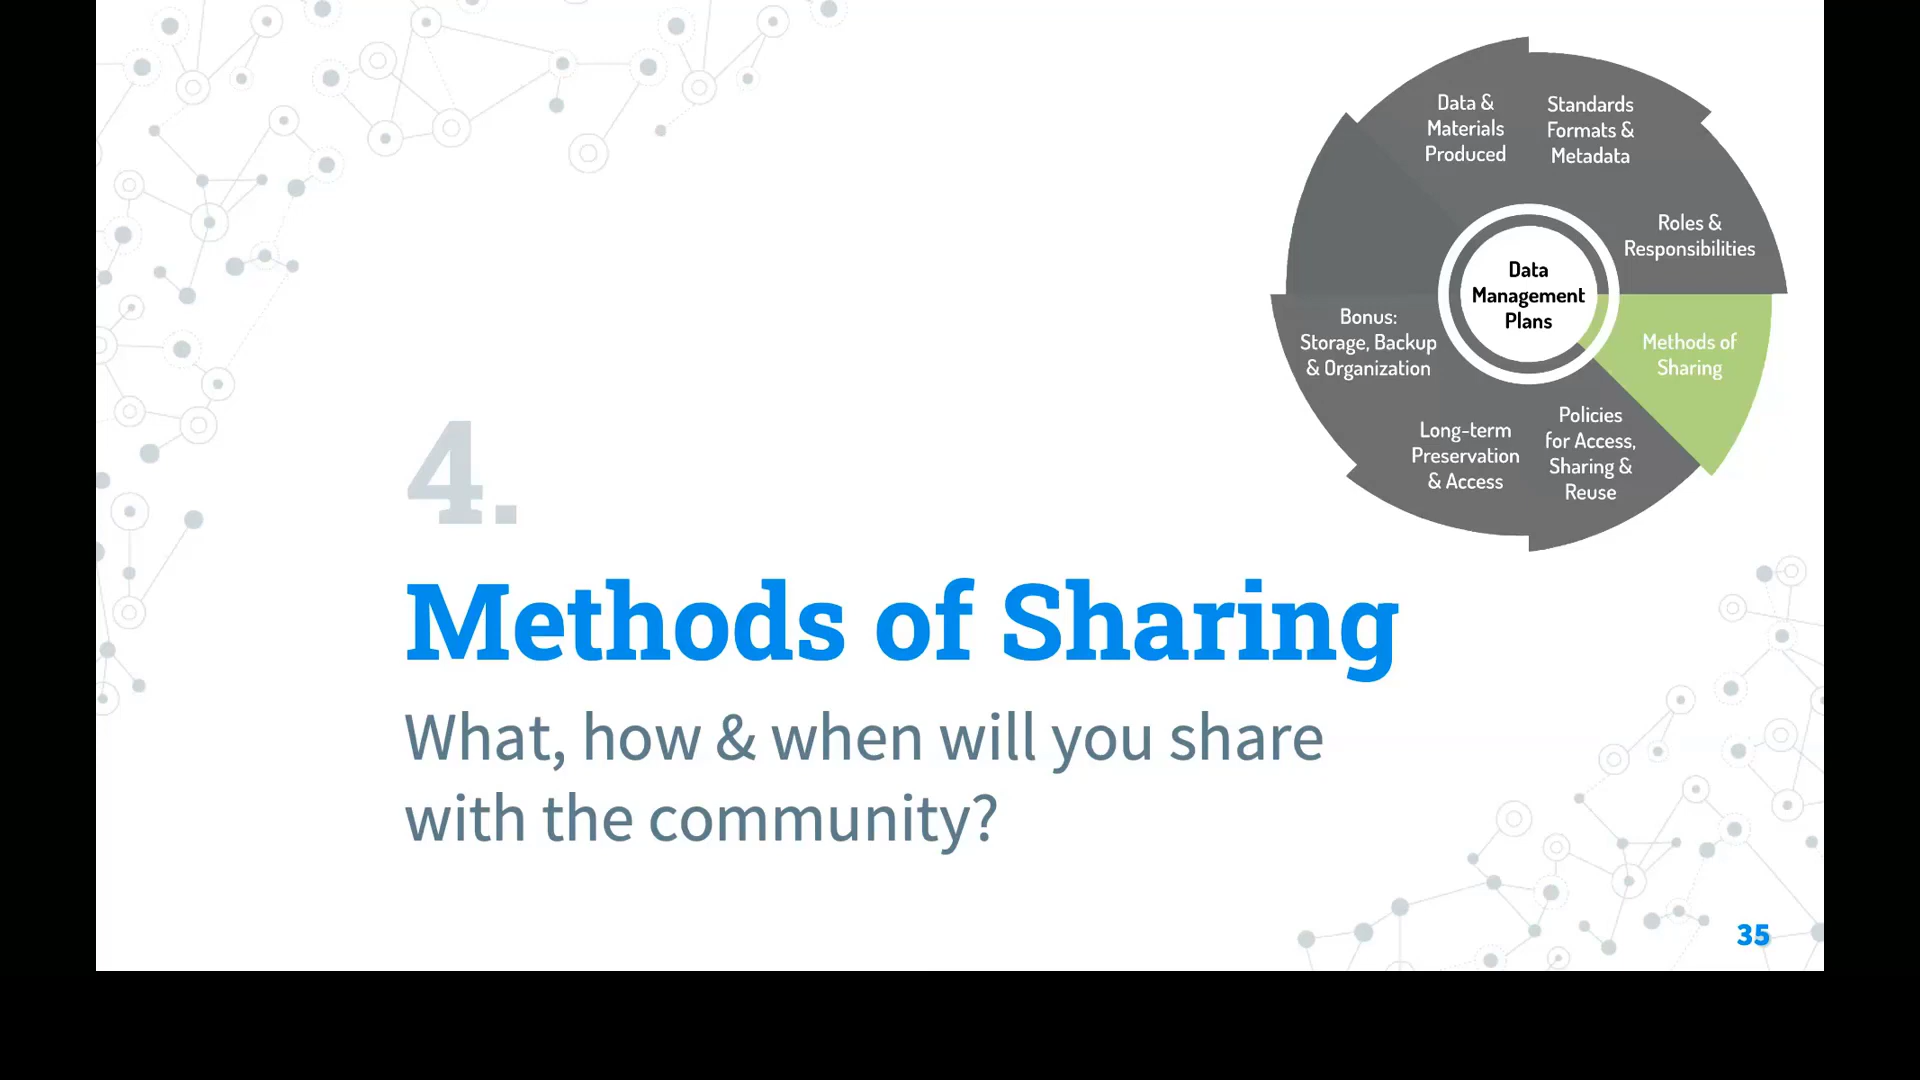 4.
Methods of Sharing
What, how & when will you share
with the community?
Data &
Materials
Produced
Standards
Formats &
Metadata
Roles &
Responsibilities
Methods of
Sharing
Policies
for Access,
Sharing &
Reuse
Long-term
Preservation
& Access
Bonus:
Storage, Backup
& Organization
Data
Management
Plans
35